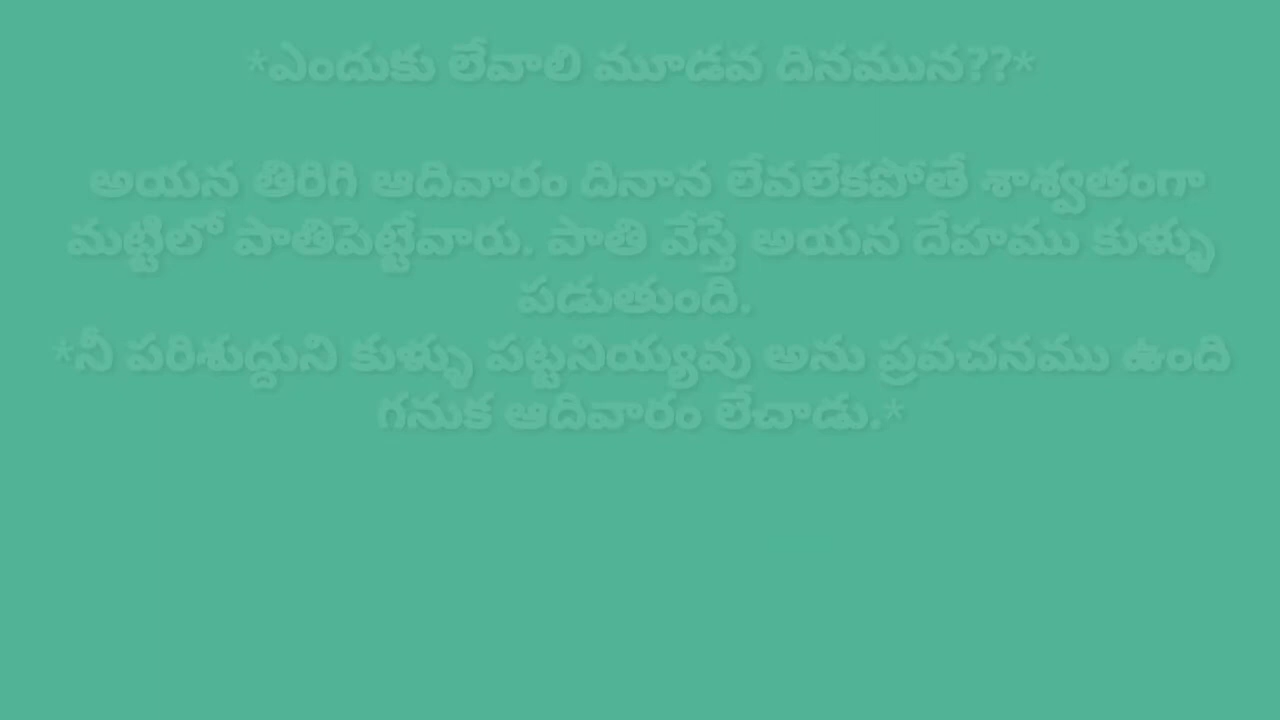 *ఎందుకు లేవాలి మూడవ దినమున??*
అయన తిరిగి ఆదివారం దినాన లేవలేకపోతే శాశ్వతంగా
మట్టిలో పాతిపెట్టేవారు. పాతి వేస్తే అయన దేహము కుళ్ళు
పడుతుంది.
*నీ పరిశుద్దుని కుళ్ళు పట్టనియ్యవు అను ప్రవచనము ఉంది
గనుక ఆదివారం లేచాడు.*